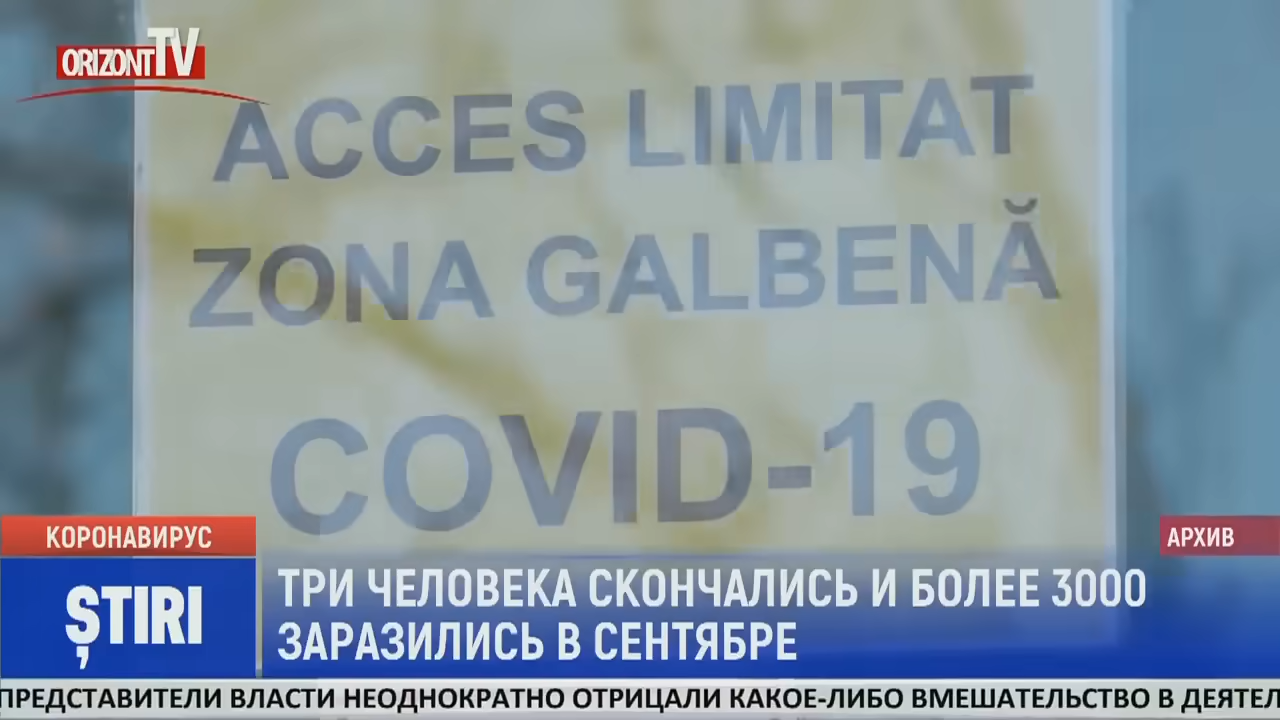 ORIZONT TV
ACCES LIMITAT
ZONA GALBENĂ
COVID-19
КОРОНАВИРУС
АРХИВ
ȘTIRI
ТРИ ЧЕЛОВЕКА СКОНЧАЛИСЬ И БОЛЕЕ 3000
ЗАРАЗИЛИСЬ В СЕНТЯБРЕ
ПРЕДСТАВИТЕЛИ ВЛАСТИ НЕОДНОКРАТНО ОТРИЦАЛИ КАКОЕ-ЛИБО ВМЕШАТЕЛЬСТВО В